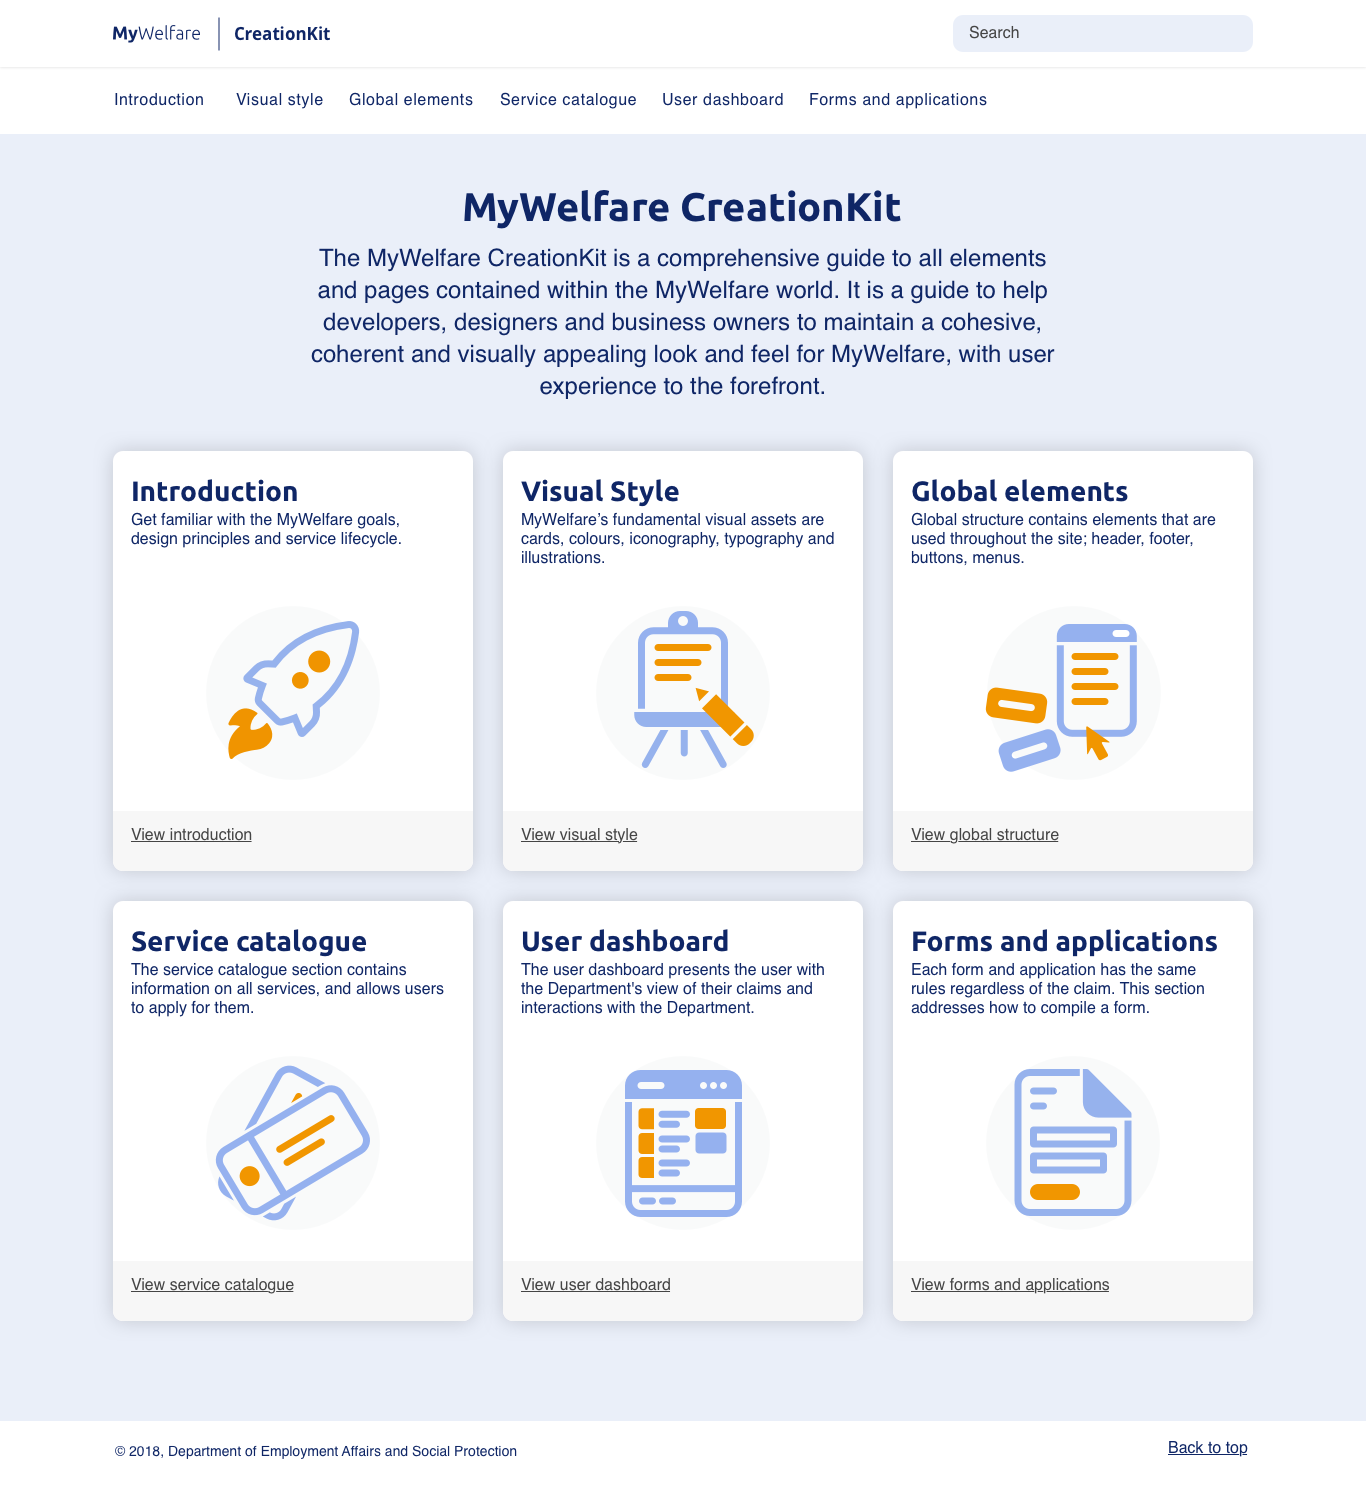 MyWelfare CreationKit Search
Introduction Visual style Global elements Service catalogue User dashboard Forms and applications
MyWelfare CreationKit
The MyWelfare CreationKit is a comprehensive guide to all elements
and pages contained within the MyWelfare world. It is a guide to help
developers, designers and business owners to maintain a cohesive,
coherent and visually appealing look and feel for MyWelfare, with user
experience to the forefront.
Introduction
Get familiar with the MyWelfare goals,
design principles and service lifecycle.
View introduction
Visual Style
MyWelfare’s fundamental visual assets are
cards, colours, iconography, typography and
illustrations.
View visual style
Global elements
Global structure contains elements that are
used throughout the site; header, footer,
buttons, menus.
View global structure
Service catalogue
The service catalogue section contains
information on all services, and allows users
to apply for them.
View service catalogue
User dashboard
The user dashboard presents the user with
the Department's view of their claims and
interactions with the Department.
View user dashboard
Forms and applications
Each form and application has the same
rules regardless of the claim. This section
addresses how to compile a form.
View forms and applications
© 2018, Department of Employment Affairs and Social Protection
Back to top